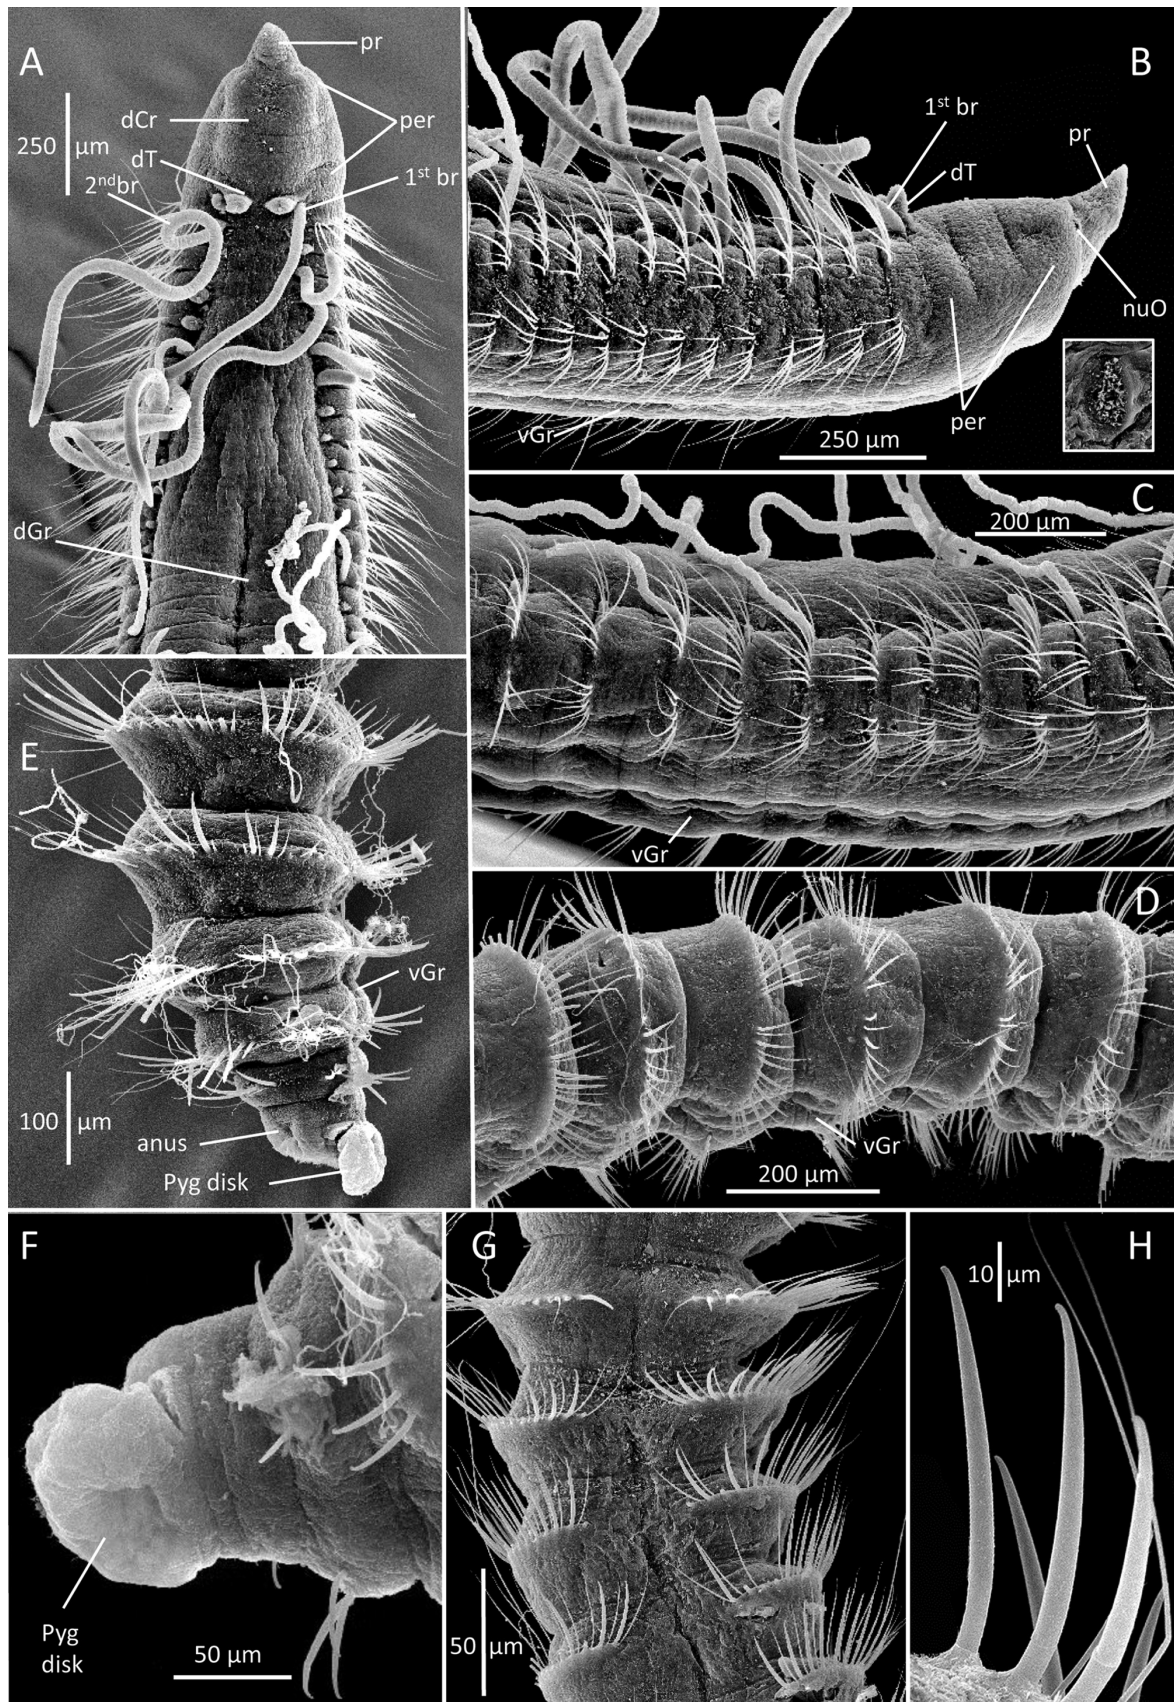 A
pr
dCr
per
250 µm
dT
2nd br
1st br
dGr
B
1st br
dT
pr
nuO
per
vGr
250 µm
C
200 µm
vGr
D
vGr
200 µm
E
vGr
100 µm
anus
Pyg disk
F
Pyg
disk
50 µm
G
50 µm
H
10 µm